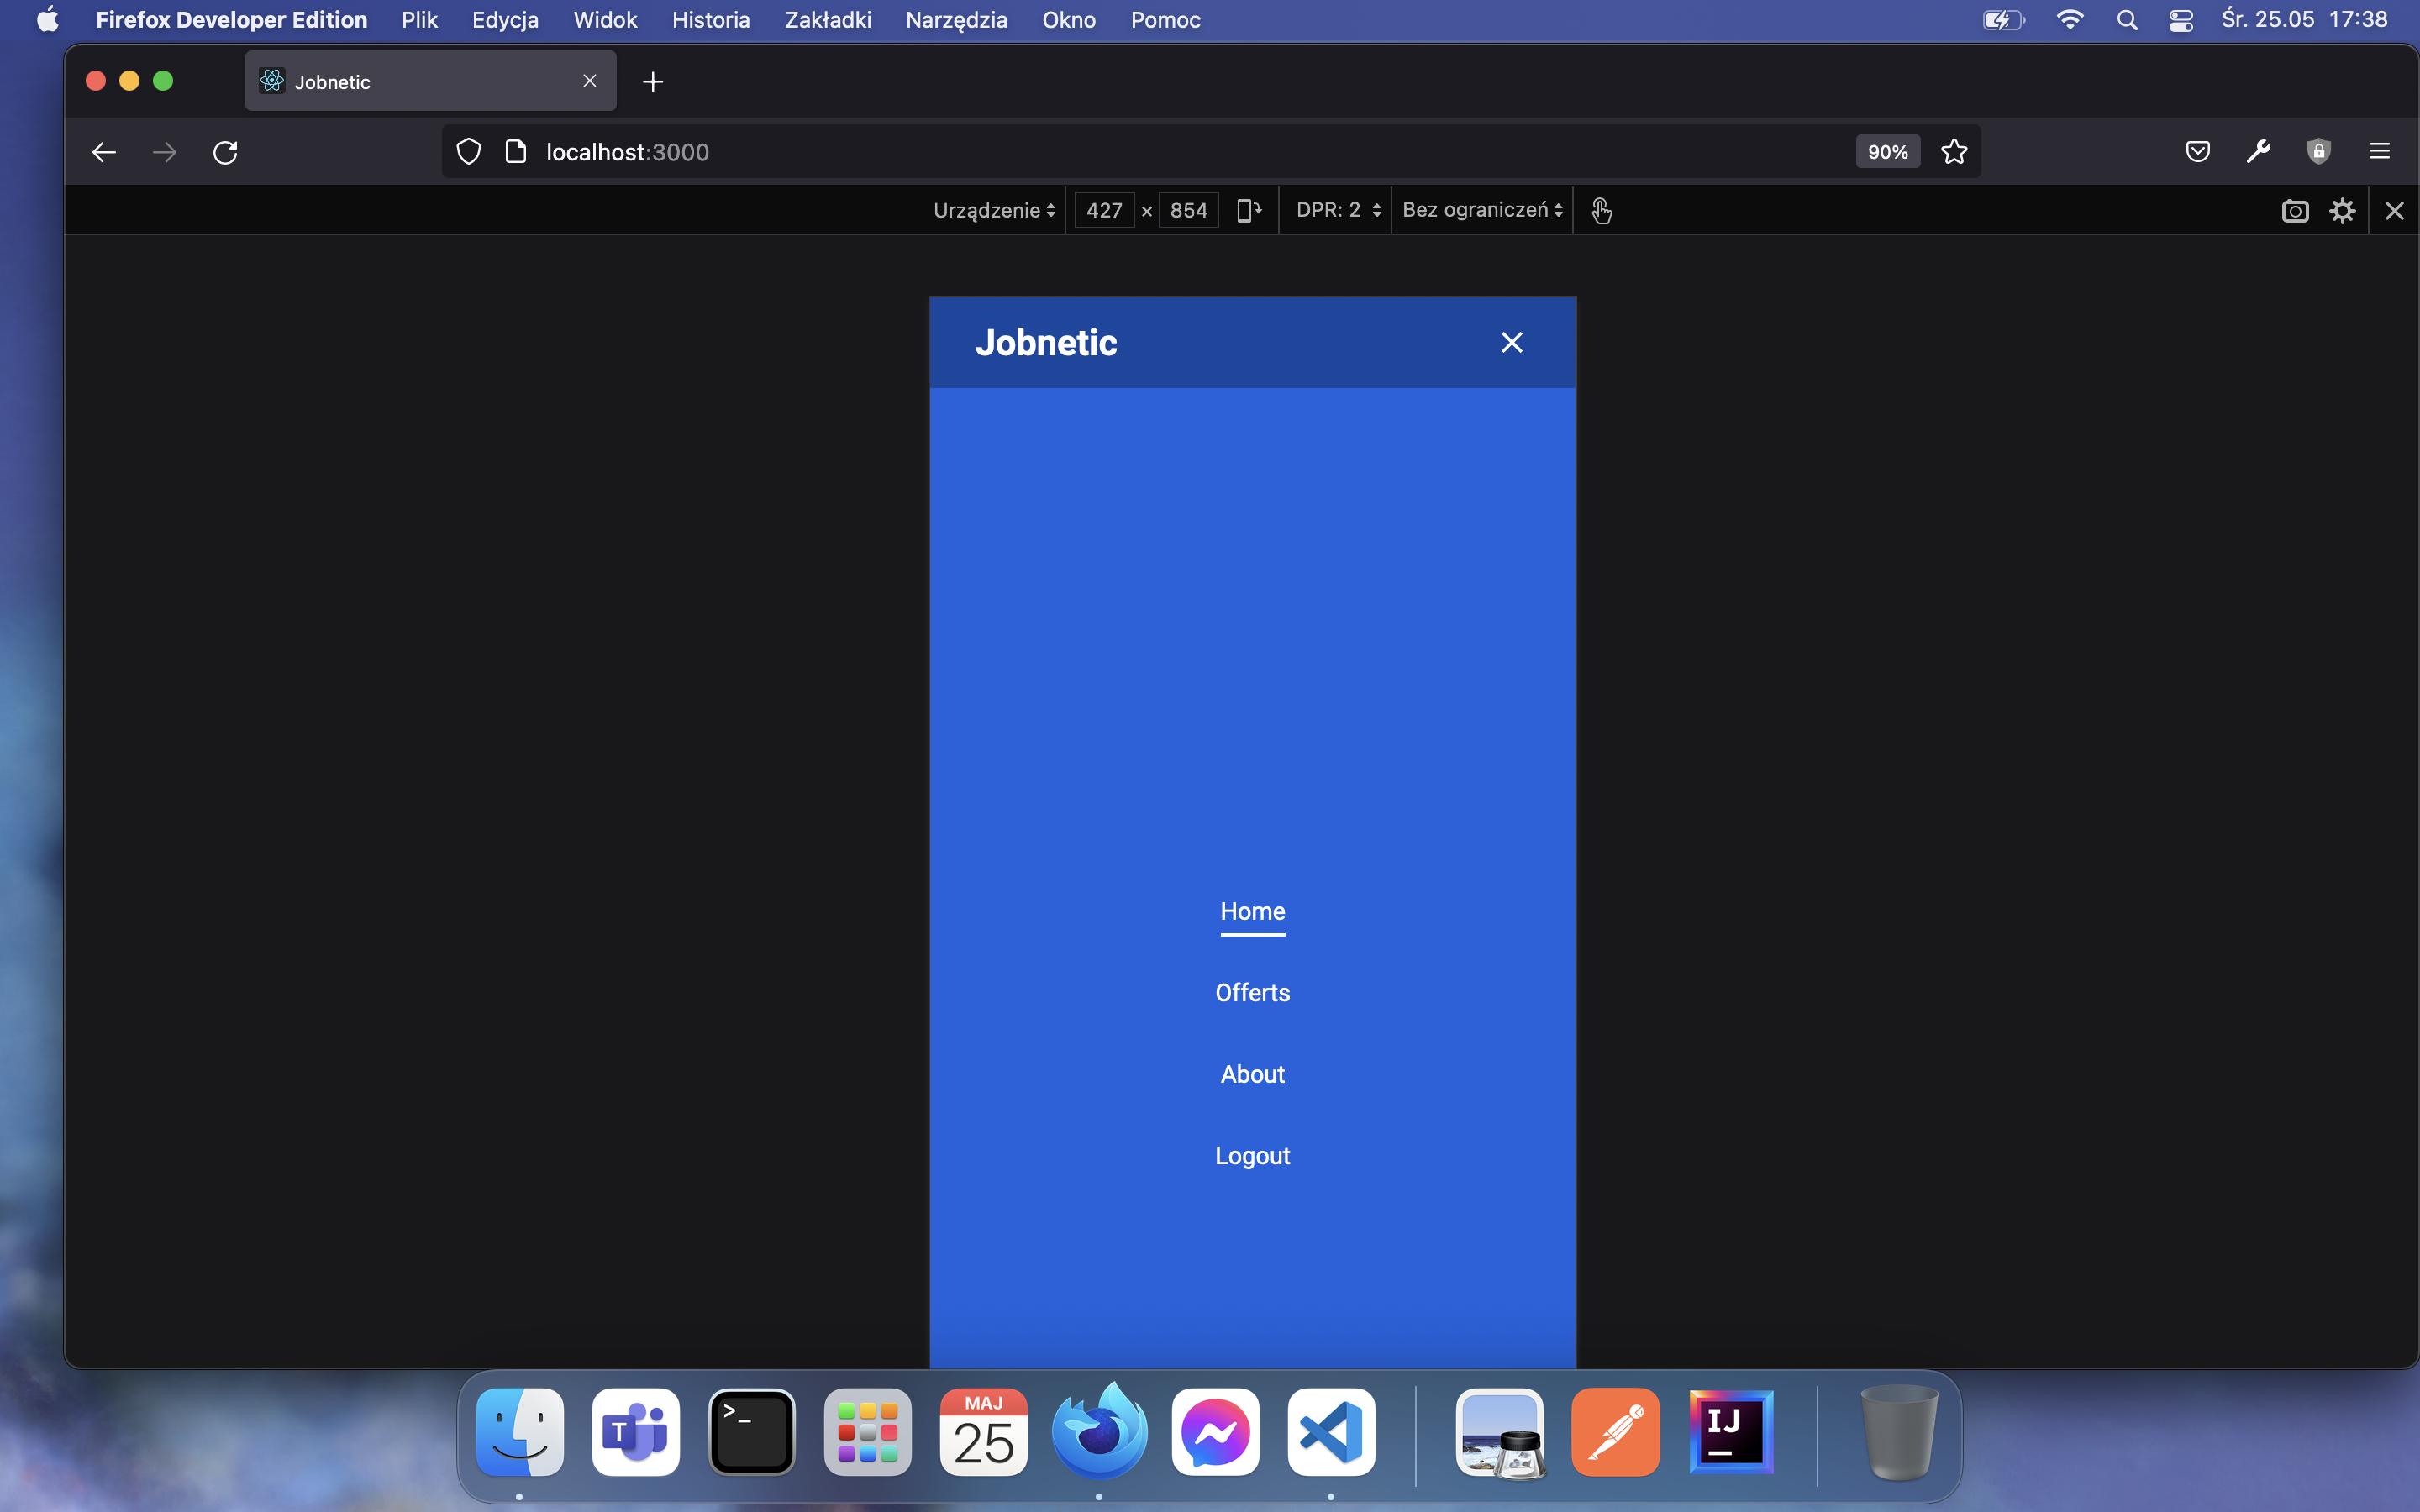 Firefox Developer Edition Plik Edycja Widok Historia Zakładki Narzędzia Okno Pomoc Śr. 25.05 17:38
Jobnetic
localhost:3000 90%
Urządzenie 427 × 854 DPR: 2 Bez ograniczeń
Jobnetic
Home
Offerts
About
Logout
T >_ MAJ IJ
25